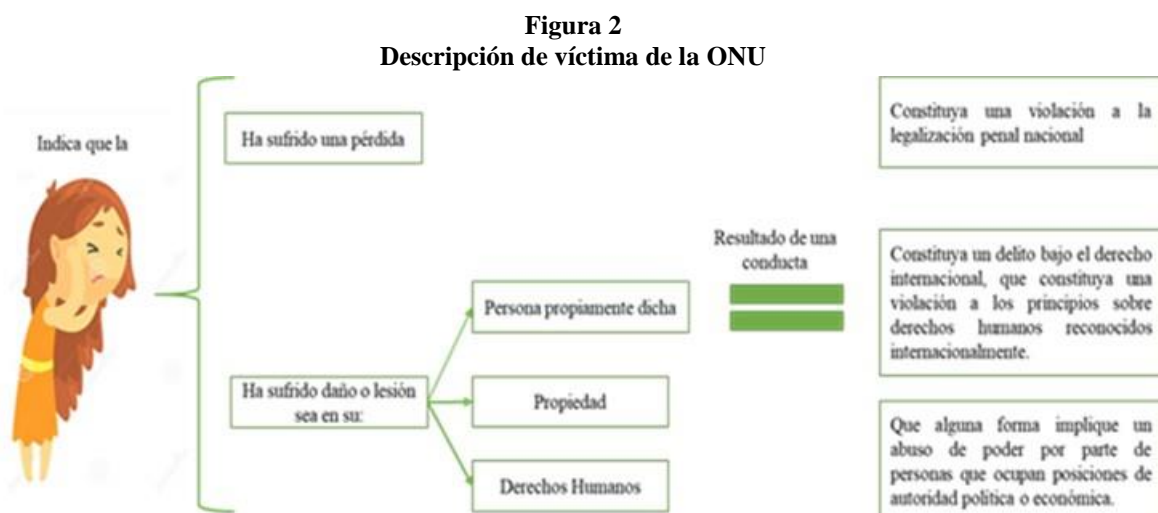 Figura 2
Descripción de víctima de la ONU
Indica que la
Ha sufrido una pérdida
Ha sufrido daño o lesión
sea en su:
Persona propiamente dicha
Propiedad
Derechos Humanos
Resultado de una
conducta
Constituya una violación a la
legalización penal nacional
Constituya un delito bajo el derecho
internacional, que constituya una
violación a los principios sobre
derechos humanos reconocidos
internacionalmente.
Que alguna forma implique un
abuso de poder por parte de
personas que ocupan posiciones de
autoridad política o económica.